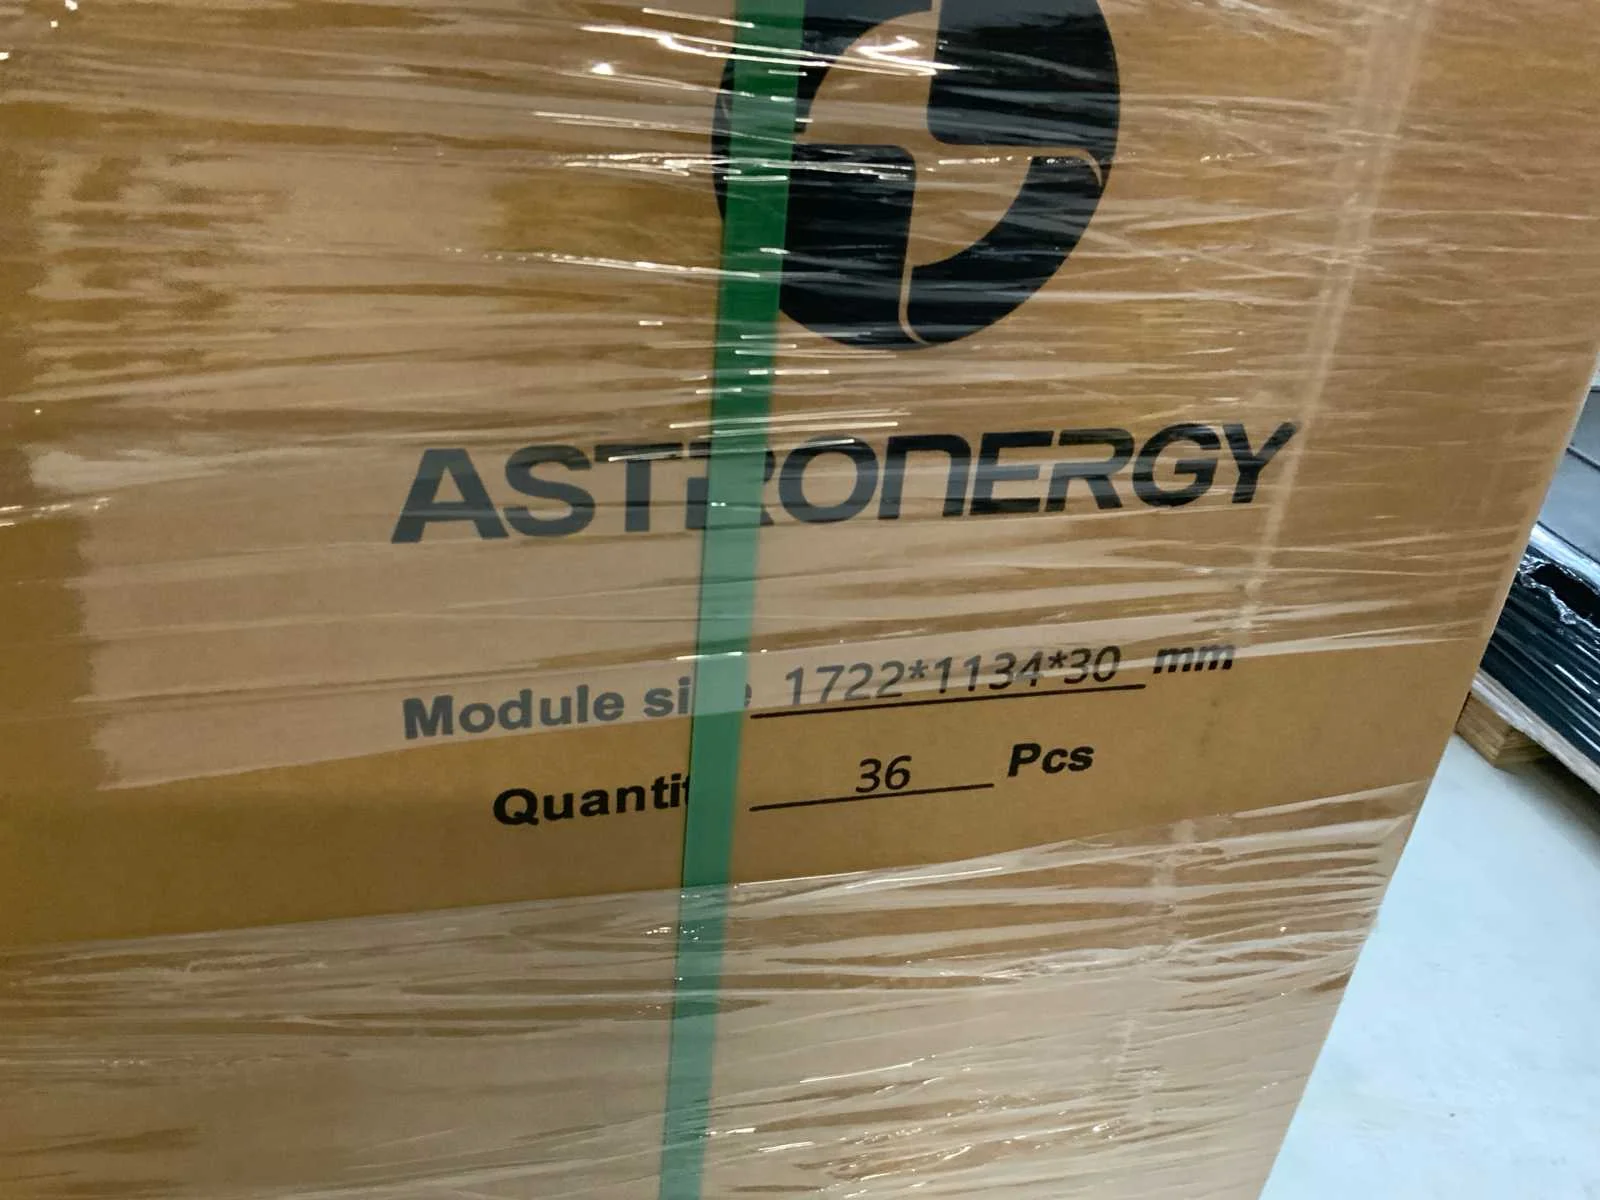 ASTRONERGY
Module size 1722*1134*30 mm
Quantity 36 Pcs